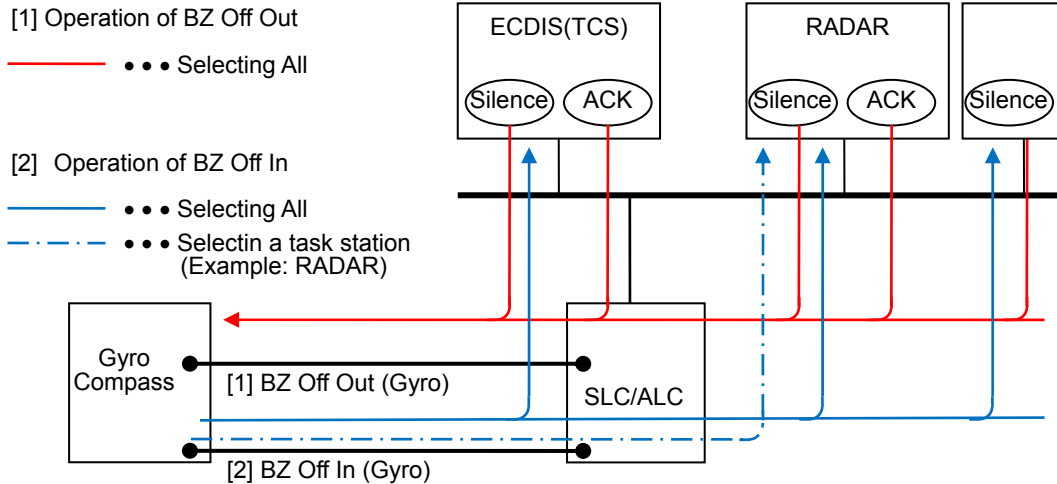 [1] Operation of BZ Off Out
● ● ● Selecting All
[2] Operation of BZ Off In
● ● ● Selecting All
● ● ● Selectin a task station
(Example: RADAR)
ECDIS(TCS)
Silence
ACK
RADAR
Silence
ACK
Silence
Gyro
Compass
[1] BZ Off Out (Gyro)
SLC/ALC
[2] BZ Off In (Gyro)